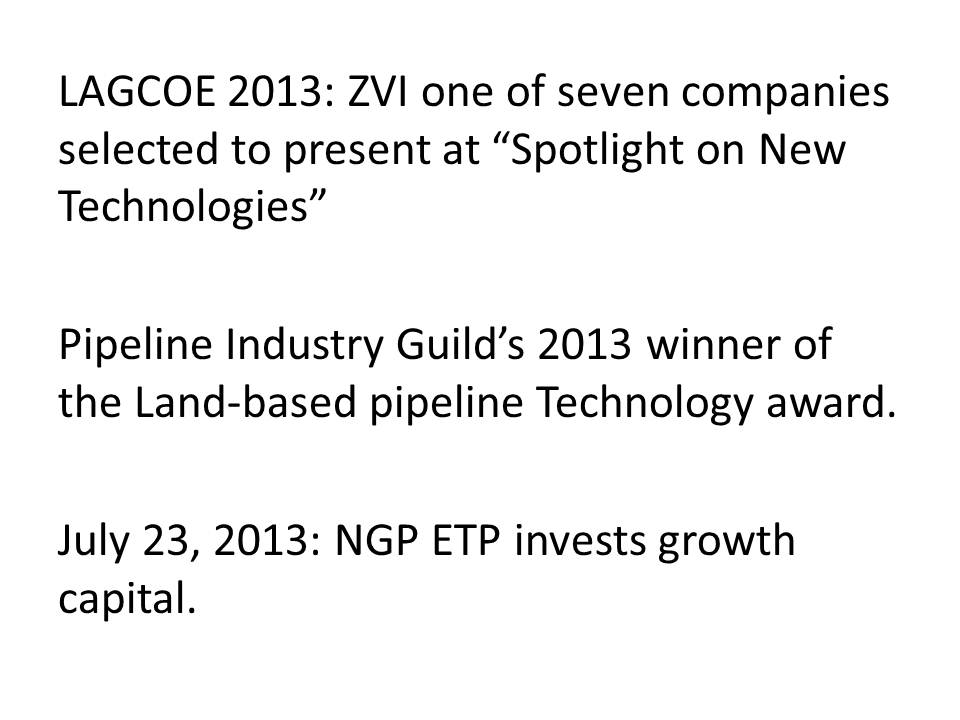 LAGCOE 2013: ZVI one of seven companies
selected to present at “Spotlight on New
Technologies”
Pipeline Industry Guild’s 2013 winner of
the Land-based pipeline Technology award.
July 23, 2013: NGP ETP invests growth
capital.